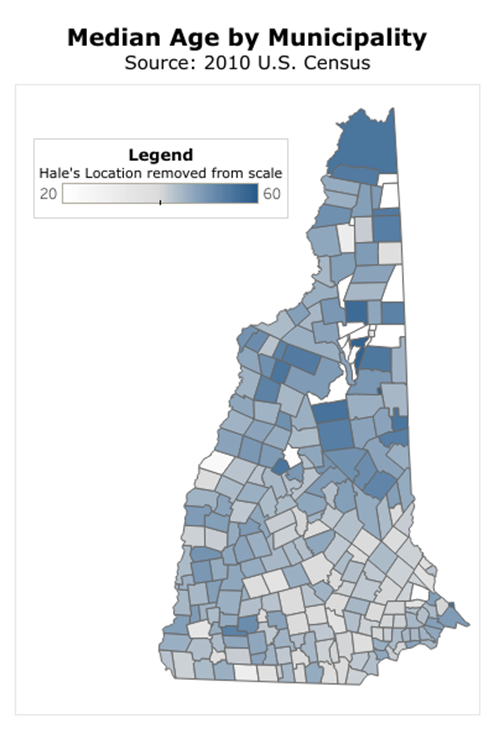 Median Age by Municipality
Source: 2010 U.S. Census
Legend
Hale's Location removed from scale
20 60